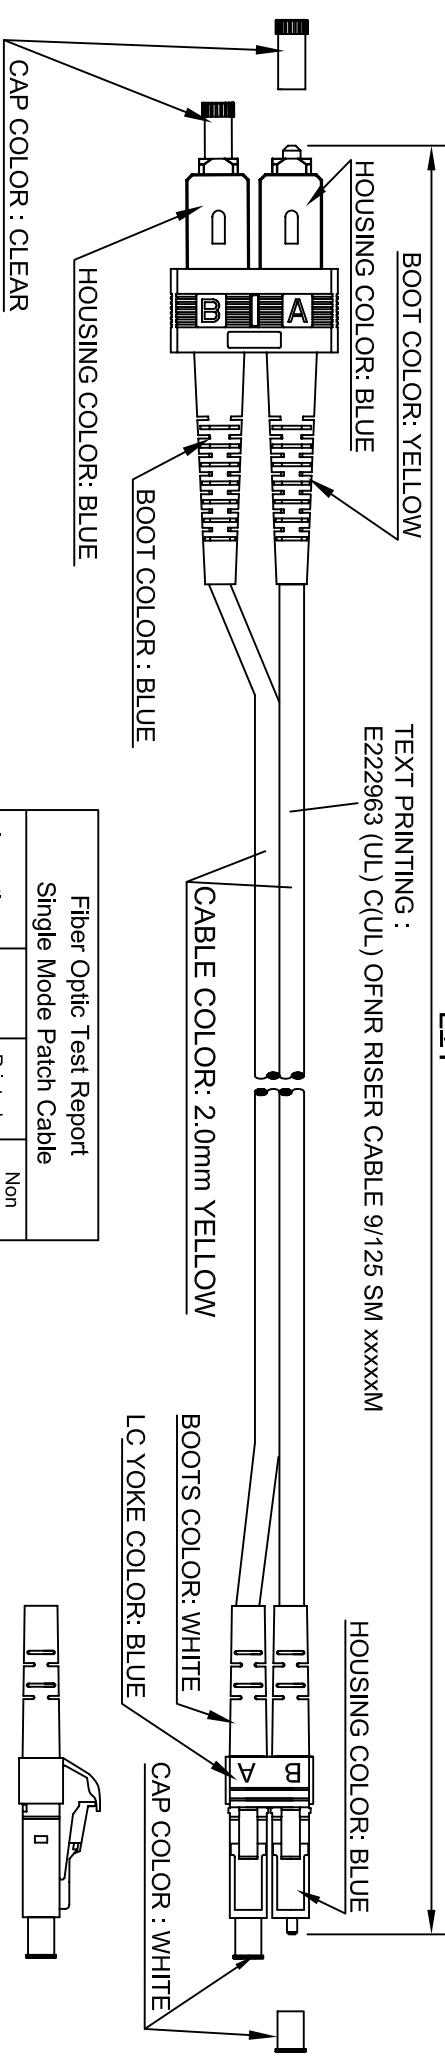 CAP COLOR : CLEAR
HOUSING COLOR: BLUE
BOOT COLOR: YELLOW
HOUSING COLOR: BLUE
BOOT COLOR : BLUE
B
A
TEXT PRINTING :
E222963 (UL) C(UL) OFNR RISER CABLE 9/125 SM xxxxxM
CABLE COLOR: 2.0mm YELLOW
Fiber Optic Test Report
Single Mode Patch Cable
Non
BOOTS COLOR: WHITE
LC YOKE COLOR: BLUE
HOUSING COLOR: BLUE
B
A
CAP COLOR : WHITE